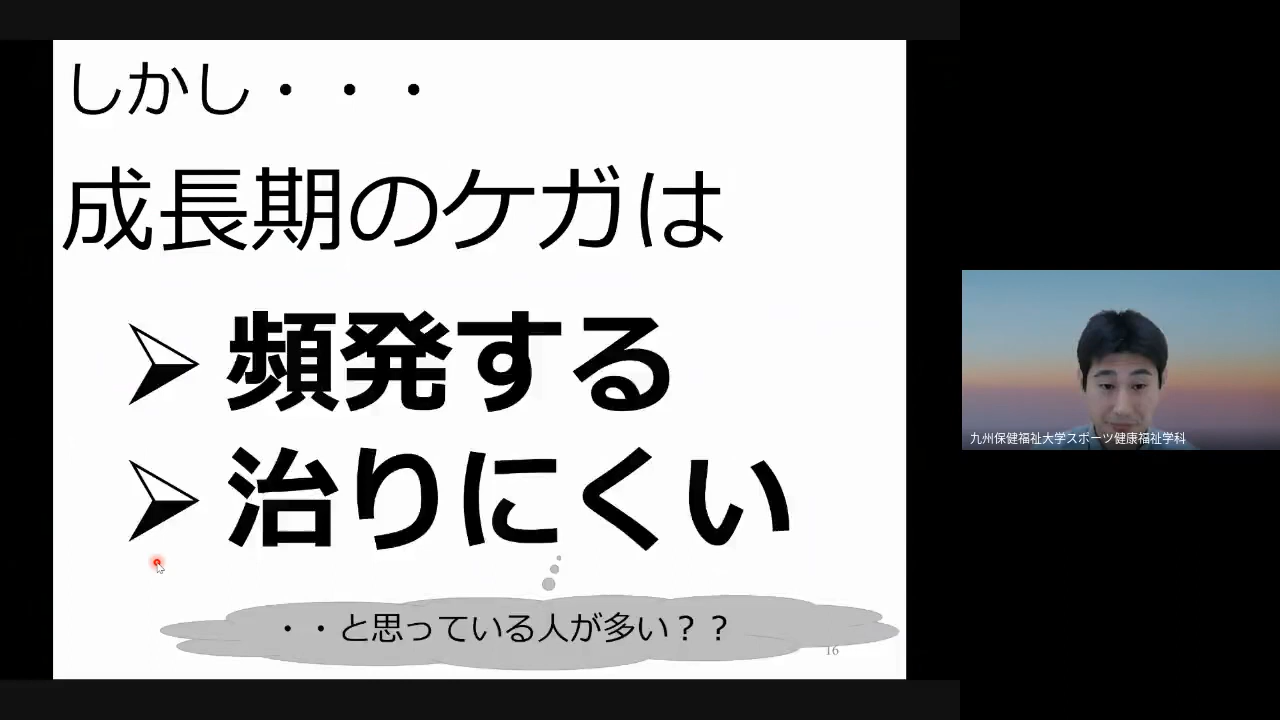 しかし・・・
成長期のケガは
➢ 頻発する
➢ 治りにくい
・・と思っている人が多い？？
16
九州保健福祉大学スポーツ健康福祉学科